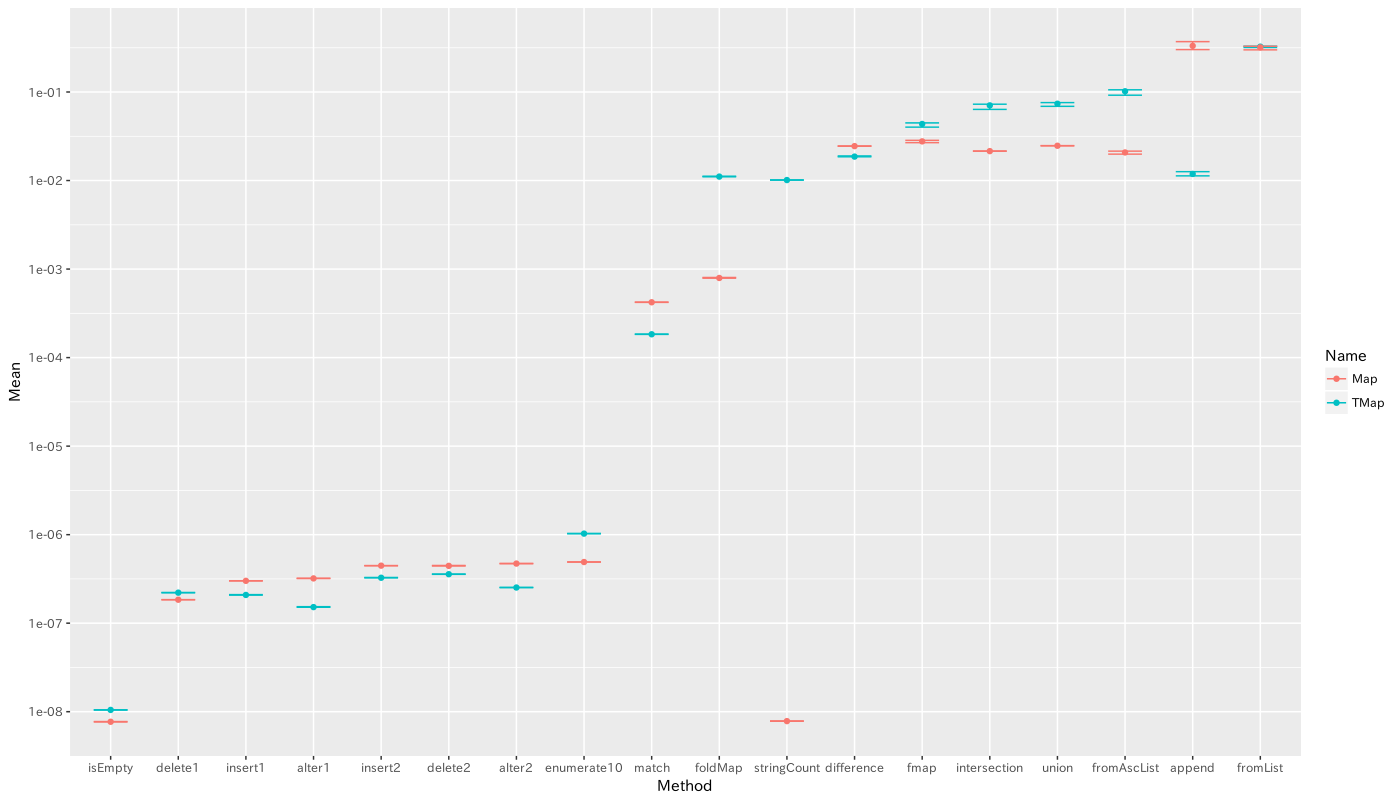 1e-01
1e-02
1e-03
1e-04
1e-05
1e-06
1e-07
1e-08
Mean
isEmpty delete1 insert1 alter1 insert2 delete2 alter2 enumerate10 match foldMap stringCount difference fmap intersection union fromAscList append fromList
Method
Name
Map
TMap